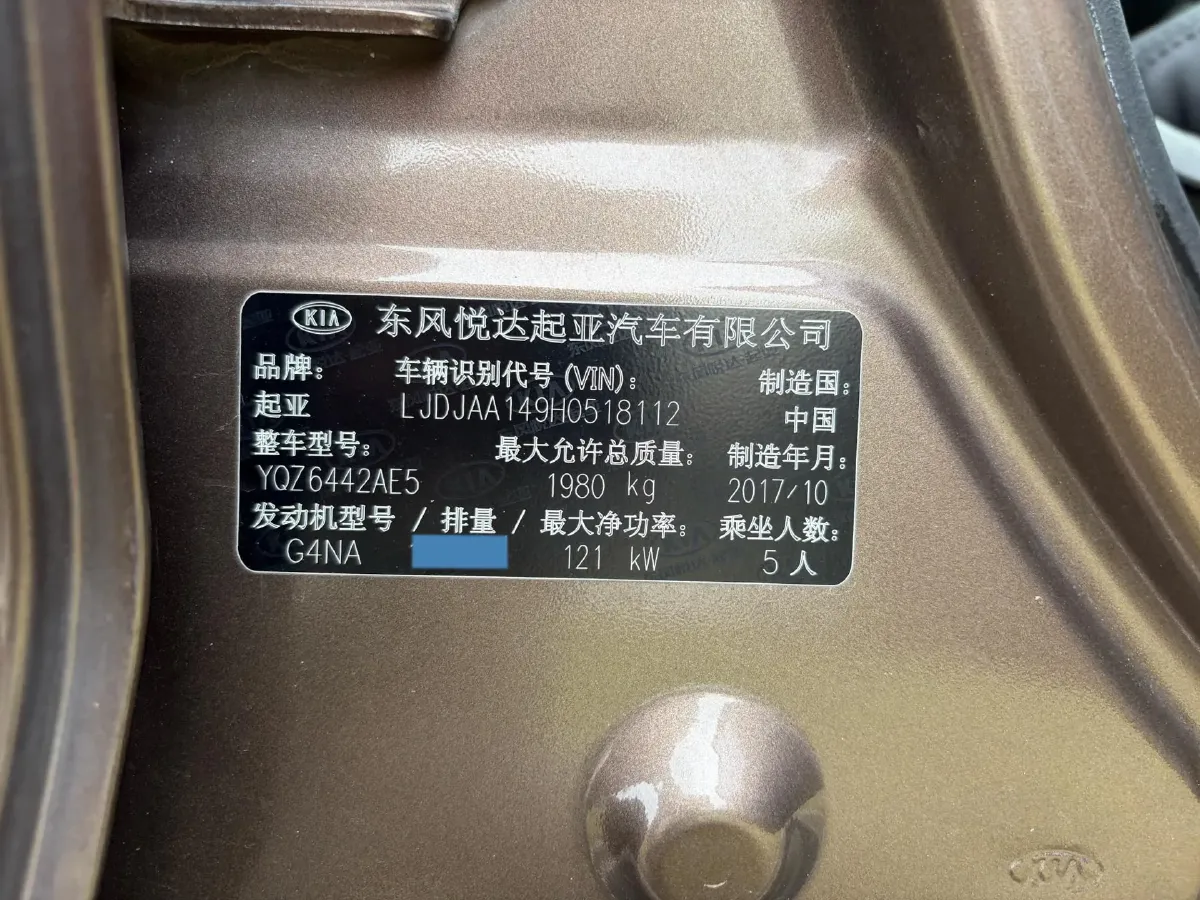 KIA 东风悦达起亚汽车有限公司
品牌: 车辆识别代号(VIN): 制造国:
起亚 LJDJAA149H0518112 中国
整车型号: 最大允许总质量: 制造年月:
YQZ6442AE5 1980 kg 2017/10
发动机型号 / 排量 / 最大净功率: 乘坐人数:
G4NA 121 kW 5 人
KIA